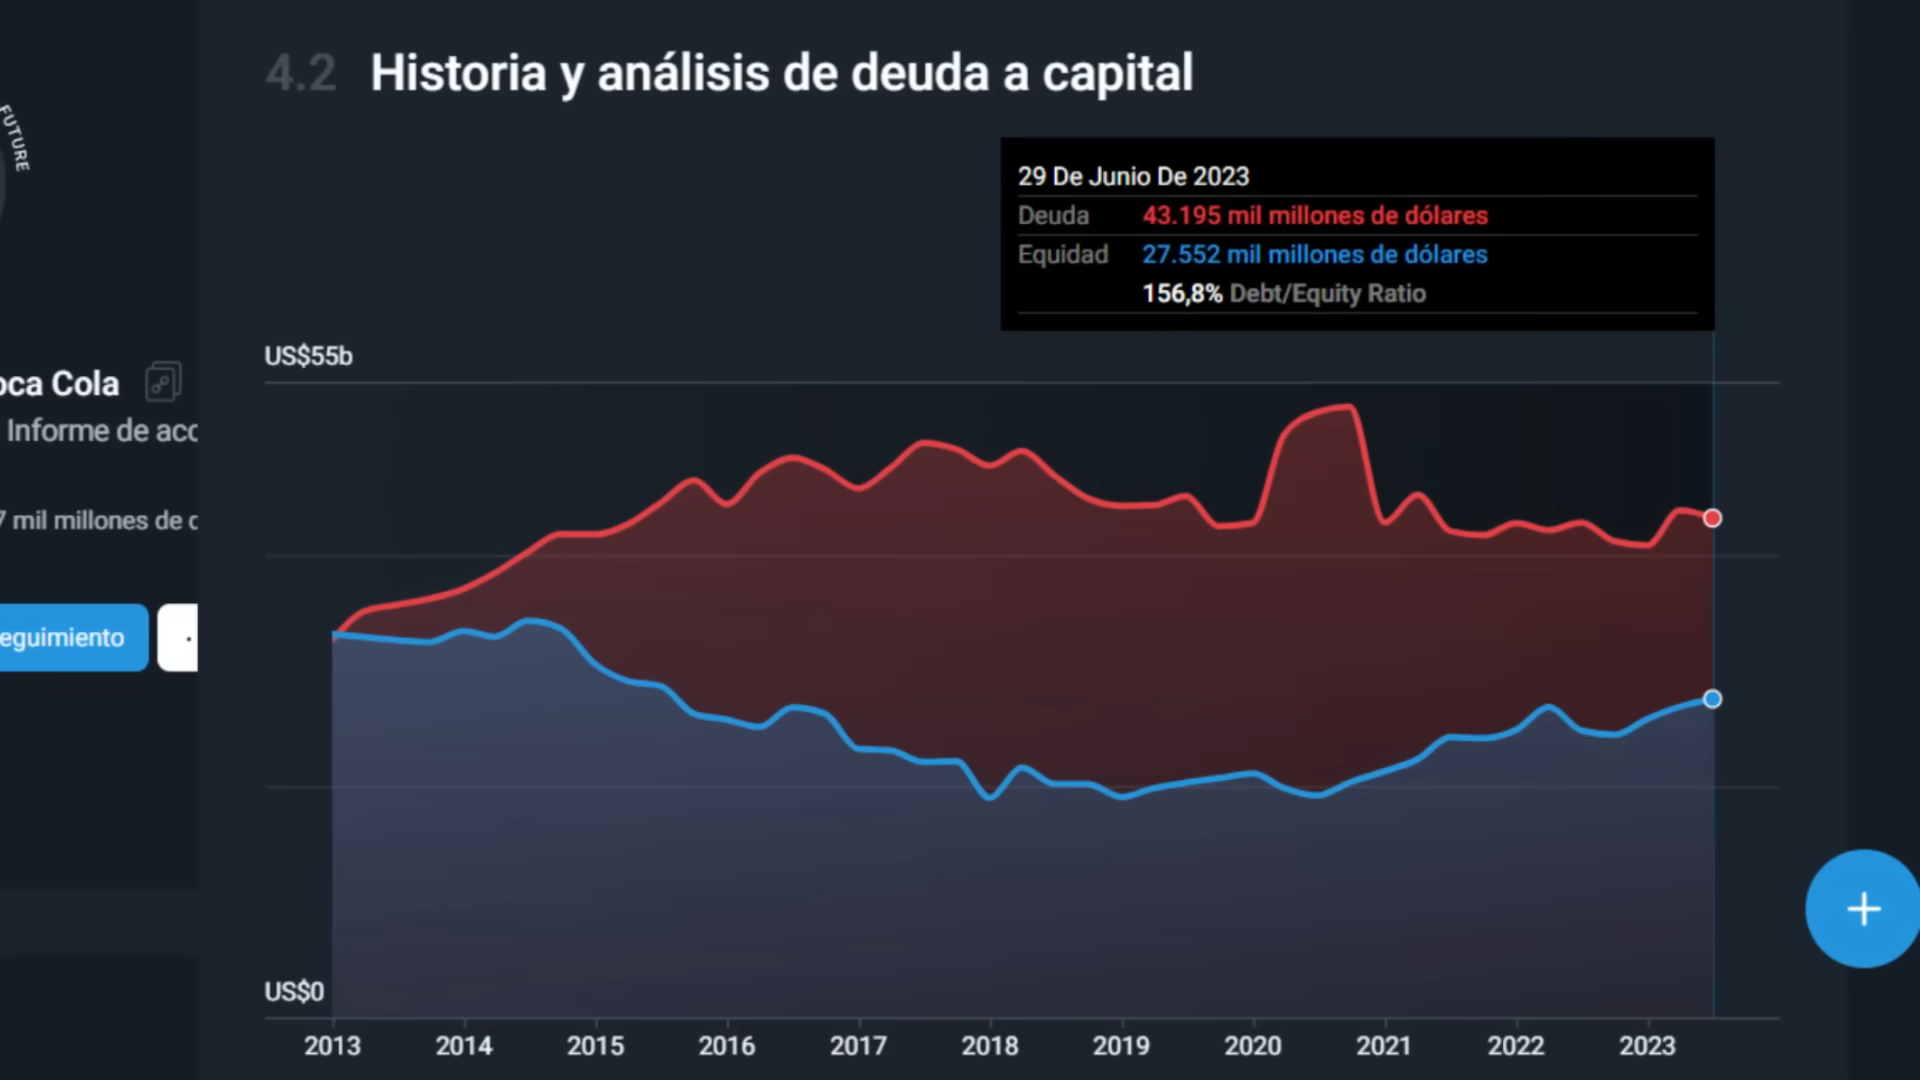 4.2 Historia y análisis de deuda a capital
FUTURE
29 De Junio De 2023
Deuda 43.195 mil millones de dólares
Equidad 27.552 mil millones de dólares
156,8% Debt/Equity Ratio
US$55b
oca Cola
Informe de acc
7 mil millones de d
eguimiento
US$0
2013 2014 2015 2016 2017 2018 2019 2020 2021 2022 2023